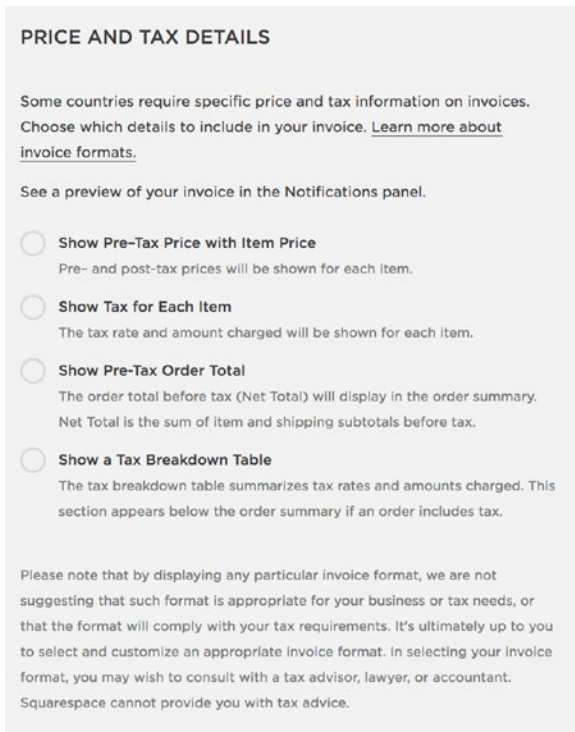 PRICE AND TAX DETAILS
Some countries require specific price and tax information on invoices.
Choose which details to include in your invoice. Learn more about
invoice formats.
See a preview of your invoice in the Notifications panel.
Show Pre-Tax Price with Item Price
Pre- and post-tax prices will be shown for each item.
Show Tax for Each Item
The tax rate and amount charged will be shown for each item.
Show Pre-Tax Order Total
The order total before tax (Net Total) will display in the order summary.
Net Total is the sum of item and shipping subtotals before tax.
Show a Tax Breakdown Table
The tax breakdown table summarizes tax rates and amounts charged. This
section appears below the order summary if an order includes tax.
Please note that by displaying any particular invoice format, we are not
suggesting that such format is appropriate for your business or tax needs, or
that the format will comply with your tax requirements. It's ultimately up to you
to select and customize an appropriate invoice format. In selecting your invoice
format, you may wish to consult with a tax advisor, lawyer, or accountant.
Squarespace cannot provide you with tax advice.